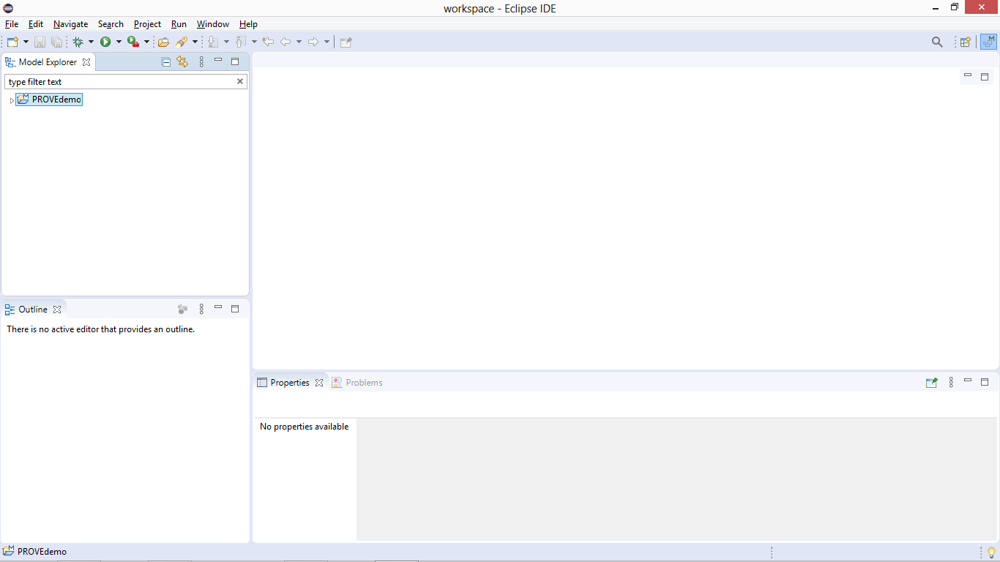 workspace - Eclipse IDE
File Edit Navigate Search Project Run Window Help
Model Explorer
type filter text
PROVEdemo
Outline
There is no active editor that provides an outline.
Properties Problems
No properties available
PROVEdemo